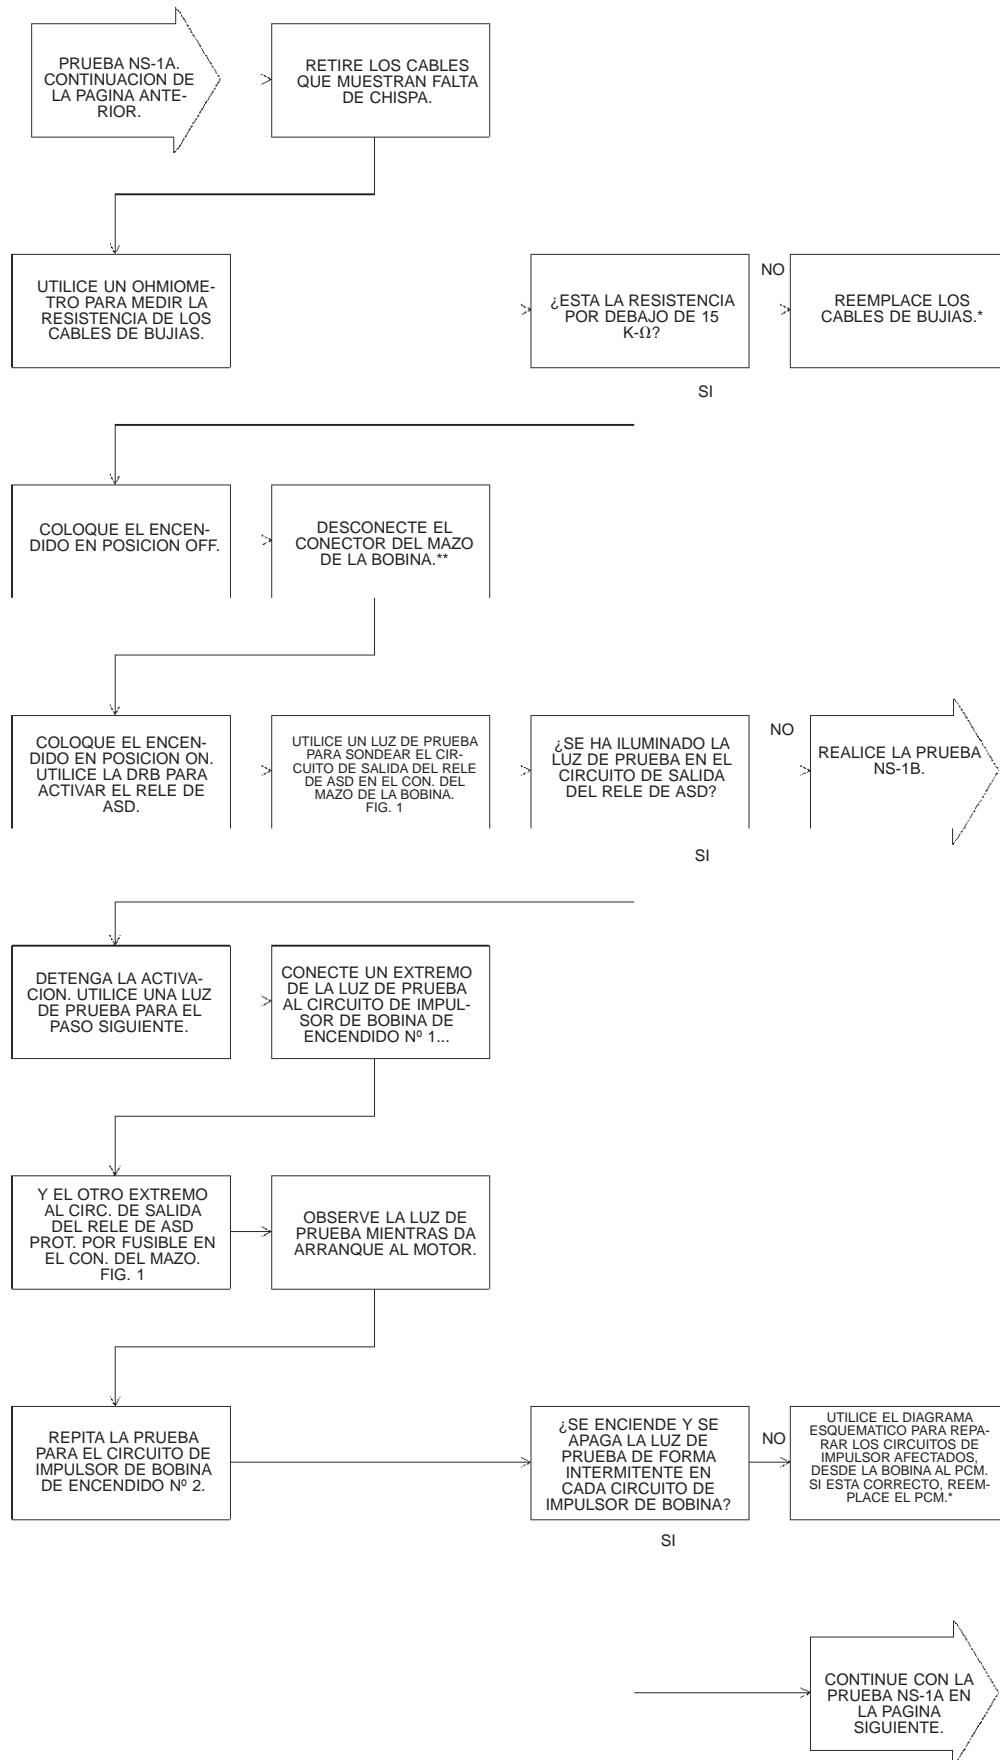 PRUEBA NS-1A.
CONTINUACION DE
LA PAGINA ANTE-
RIOR.
RETIRE LOS CABLES
QUE MUESTRAN FALTA
DE CHISPA.
UTILICE UN OHMIOME-
TRO PARA MEDIR LA
RESISTENCIA DE LOS
CABLES DE BUJIAS.
¿ESTA LA RESISTENCIA
POR DEBAJO DE 15
K-Ω?
NO
REEMPLACE LOS
CABLES DE BUJIAS.*
SI
COLOQUE EL ENCEN-
DIDO EN POSICION OFF.
DESCONECTE EL
CONECTOR DEL MAZO
DE LA BOBINA.**
COLOQUE EL ENCEN-
DIDO EN POSICION ON.
UTILICE LA DRB PARA
ACTIVAR EL RELE DE
ASD.
UTILICE UN LUZ DE PRUEBA
PARA SONDEAR EL CIR-
CUITO DE SALIDA DEL RELE
DE ASD EN EL CON. DEL
MAZO DE LA BOBINA.
FIG. 1
¿SE HA ILUMINADO LA
LUZ DE PRUEBA EN EL
CIRCUITO DE SALIDA
DEL RELE DE ASD?
NO
REALICE LA PRUEBA
NS-1B.
SI
DETENGA LA ACTIVA-
CION. UTILICE UNA LUZ
DE PRUEBA PARA EL
PASO SIGUIENTE.
CONECTE UN EXTREMO
DE LA LUZ DE PRUEBA
AL CIRCUITO DE IMPUL-
SOR DE BOBINA DE
ENCENDIDO Nº 1...
Y EL OTRO EXTREMO
AL CIRC. DE SALIDA
DEL RELE DE ASD
PROT. POR FUSIBLE EN
EL CON. DEL MAZO.
FIG. 1
OBSERVE LA LUZ DE
PRUEBA MIENTRAS DA
ARRANQUE AL MOTOR.
REPITA LA PRUEBA
PARA EL CIRCUITO DE
IMPULSOR DE BOBINA
DE ENCENDIDO Nº 2.
¿SE ENCIENDE Y SE
APAGA LA LUZ DE
PRUEBA DE FORMA
INTERMITENTE EN
CADA CIRCUITO DE
IMPULSOR DE BOBINA?
NO
UTILICE EL DIAGRAMA
ESQUEMATICO PARA REPA-
RAR LOS CIRCUITOS DE
IMPULSOR AFECTADOS,
DESDE LA BOBINA AL PCM.
SI ESTA CORRECTO, REEM-
PLACE EL PCM.*
SI
CONTINUE CON LA
PRUEBA NS-1A EN
LA PAGINA
SIGUIENTE.